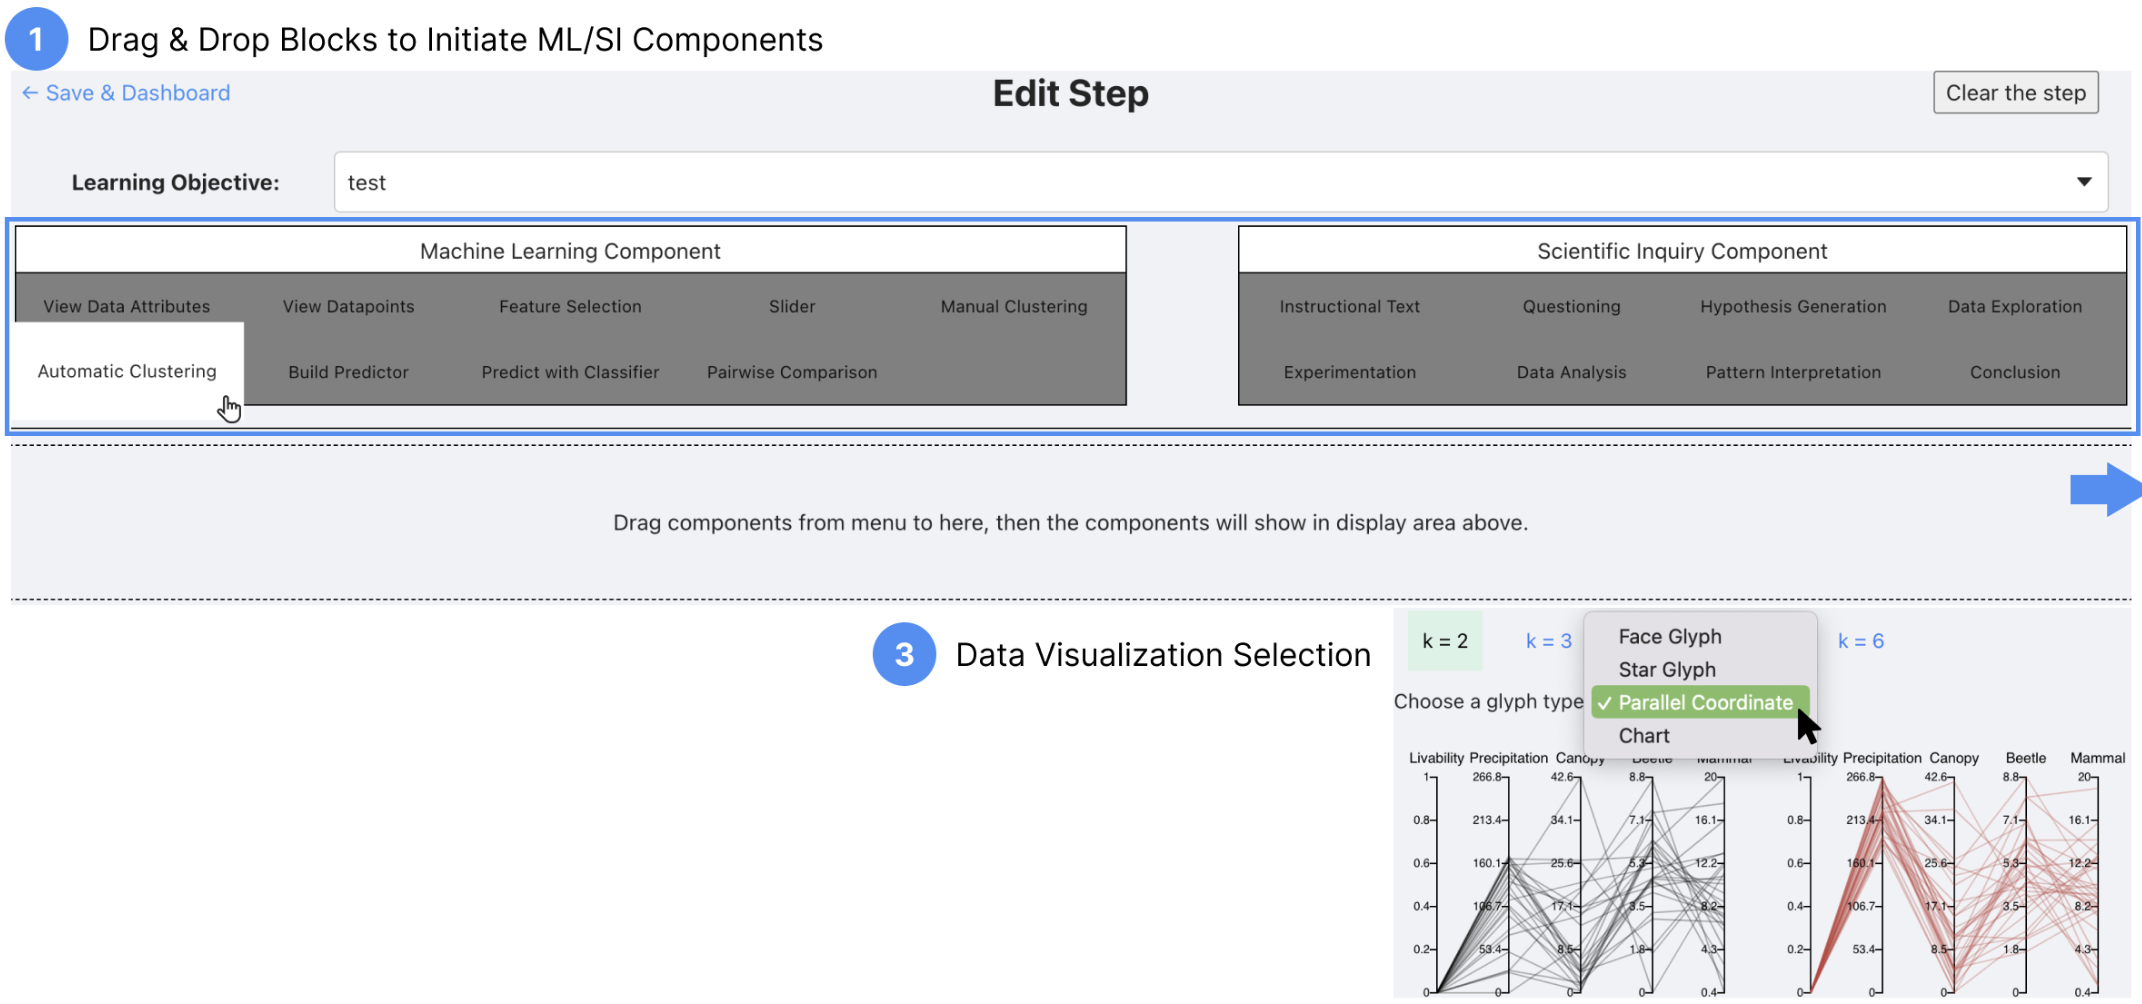 1 Drag & Drop Blocks to Initiate ML/SI Components
← Save & Dashboard
Edit Step
Clear the step
Learning Objective:
test
Machine Learning Component
View Data Attributes View Datapoints Feature Selection Slider Manual Clustering
Automatic Clustering Build Predictor Predict with Classifier Pairwise Comparison
Scientific Inquiry Component
Instructional Text Questioning Hypothesis Generation Data Exploration
Experimentation Data Analysis Pattern Interpretation Conclusion
Drag components from menu to here, then the components will show in display area above.
3 Data Visualization Selection
k = 2 k = 3 k = 6
Choose a glyph type
Face Glyph
Star Glyph
✓ Parallel Coordinate
Chart
Livability Precipitation Canopy Beetle Mammal
1 266.8 42.6 8.8 20
0.8 213.4 34.1 7.1 16.1
0.6 160.1 25.6 5.3 12.2
0.4 106.7 17.1 3.5 8.2
0.2 53.4 8.5 1.8 4.3
0 0 0 0 0.4
Livability Precipitation Canopy Beetle Mammal
1 266.8 42.6 8.8 20
0.8 213.4 34.1 7.1 16.1
0.6 160.1 25.6 5.3 12.2
0.4 106.7 17.1 3.5 8.2
0.2 53.4 8.5 1.8 4.3
0 0 0 0 0.4